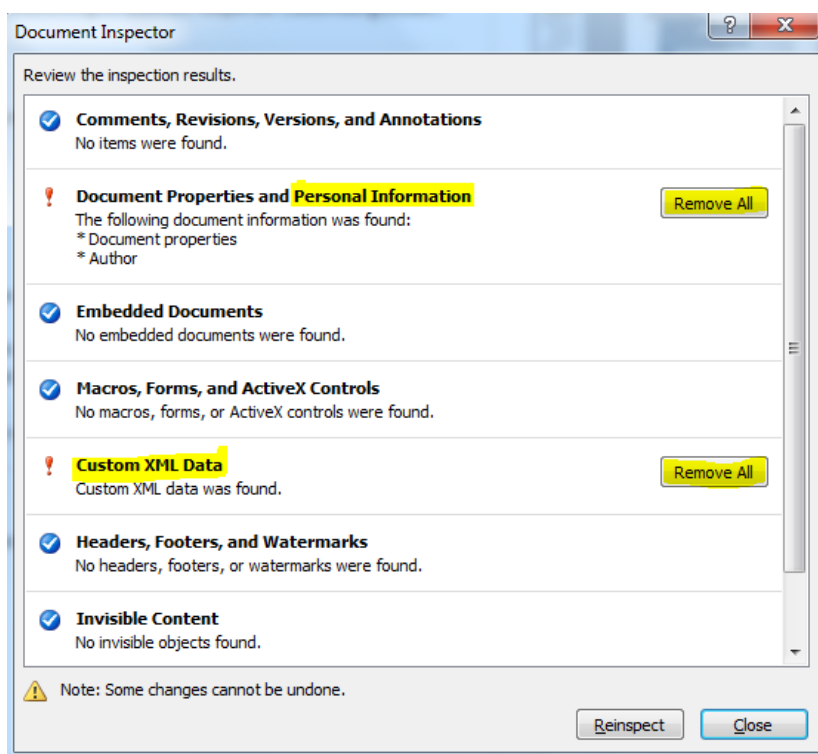 Document Inspector
?
X
Review the inspection results.
Comments, Revisions, Versions, and Annotations
No items were found.
! Document Properties and Personal Information
Remove All
The following document information was found:
* Document properties
* Author
Embedded Documents
No embedded documents were found.
Macros, Forms, and ActiveX Controls
No macros, forms, or ActiveX controls were found.
! Custom XML Data
Remove All
Custom XML data was found.
Headers, Footers, and Watermarks
No headers, footers, or watermarks were found.
Invisible Content
No invisible objects found.
! Note: Some changes cannot be undone.
Reinspect
Close